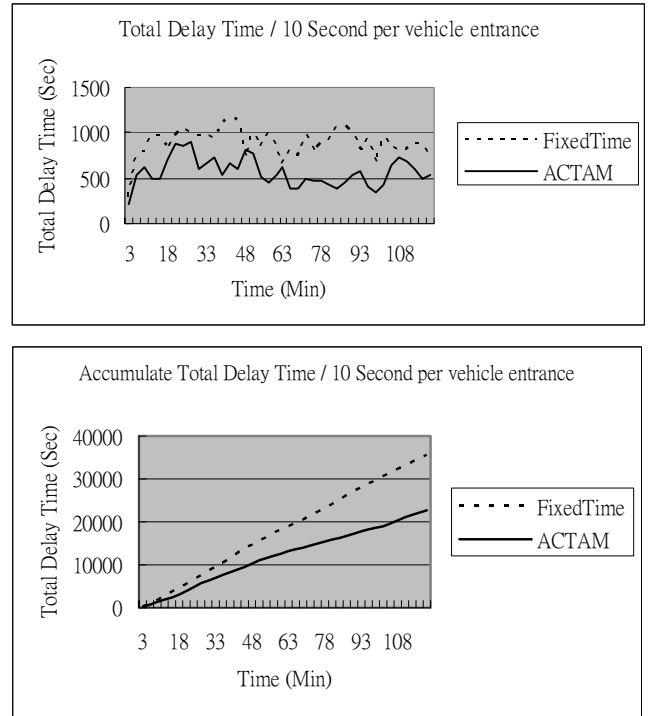 Total Delay Time / 10 Second per vehicle entrance
Total Delay Time (Sec)
1500
1000
500
0
3 18 33 48 63 78 93 108
Time (Min)
FixedTime
ACTAM
Accumulate Total Delay Time / 10 Second per vehicle entrance
Total Delay Time (Sec)
40000
30000
20000
10000
0
3 18 33 48 63 78 93 108
Time (Min)
FixedTime
ACTAM